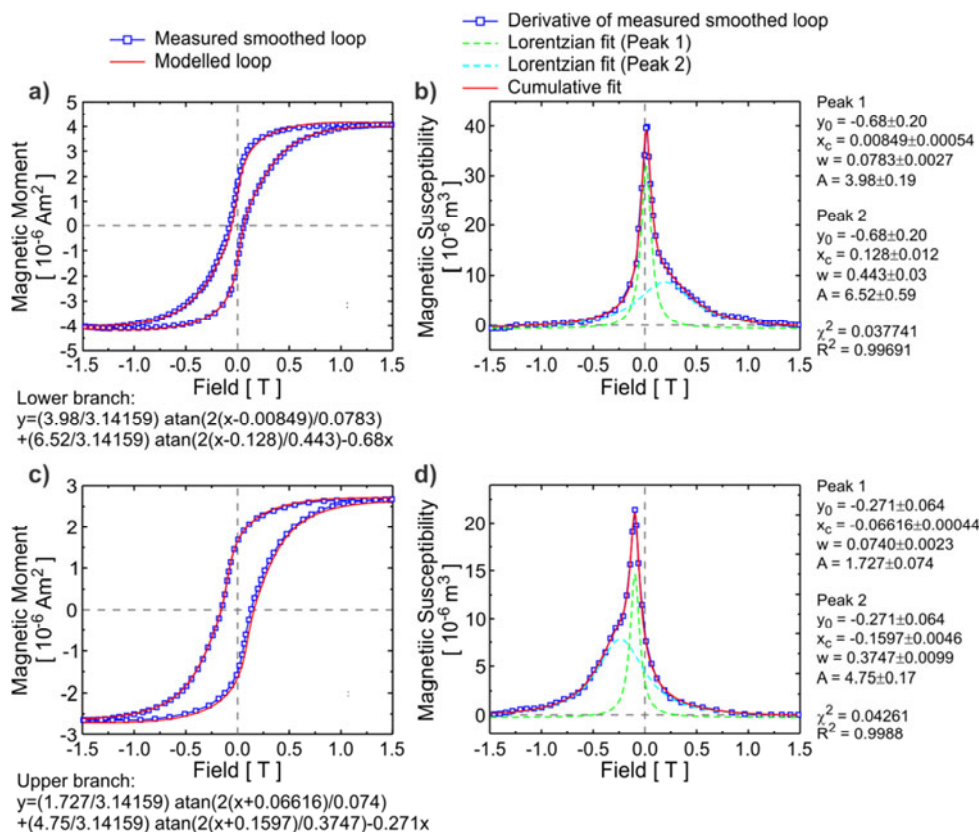 Measured smoothed loop
Modelled loop
Derivative of measured smoothed loop
Lorentzian fit (Peak 1)
Lorentzian fit (Peak 2)
Cumulative fit
a)
Magnetic Moment
[ 10⁻⁶ Am² ]
5
4
3
2
1
0
-1
-2
-3
-4
-5
-1.5 -1.0 -0.5 0.0 0.5 1.0 1.5
Field [ T ]
Lower branch:
y=(3.98/3.14159) atan(2(x-0.00849)/0.0783)
+(6.52/3.14159) atan(2(x-0.128)/0.443)-0.68x
b)
Magnetiic Susceptibility
[ 10⁻⁶ m³ ]
40
30
20
10
0
-1.5 -1.0 -0.5 0.0 0.5 1.0 1.5
Field [ T ]
Peak 1
y₀ = -0.68±0.20
x_c = 0.00849±0.00054
w = 0.0783±0.0027
A = 3.98±0.19
Peak 2
y₀ = -0.68±0.20
x_c = 0.128±0.012
w = 0.443±0.03
A = 6.52±0.59
χ² = 0.037741
R² = 0.99691
c)
Magnetic Moment
[ 10⁻⁶ Am² ]
3
2
1
0
-1
-2
-3
-1.5 -1.0 -0.5 0.0 0.5 1.0 1.5
Field [ T ]
Upper branch:
y=(1.727/3.14159) atan(2(x+0.06616)/0.074)
+(4.75/3.14159) atan(2(x+0.1597)/0.3747)-0.271x
d)
Magnetiic Susceptibility
[ 10⁻⁶ m³ ]
20
15
10
5
0
-1.5 -1.0 -0.5 0.0 0.5 1.0 1.5
Field [ T ]
Peak 1
y₀ = -0.271±0.064
x_c = -0.06616±0.00044
w = 0.0740±0.0023
A = 1.727±0.074
Peak 2
y₀ = -0.271±0.064
x_c = -0.1597±0.0046
w = 0.3747±0.0099
A = 4.75±0.17
χ² = 0.04261
R² = 0.9988